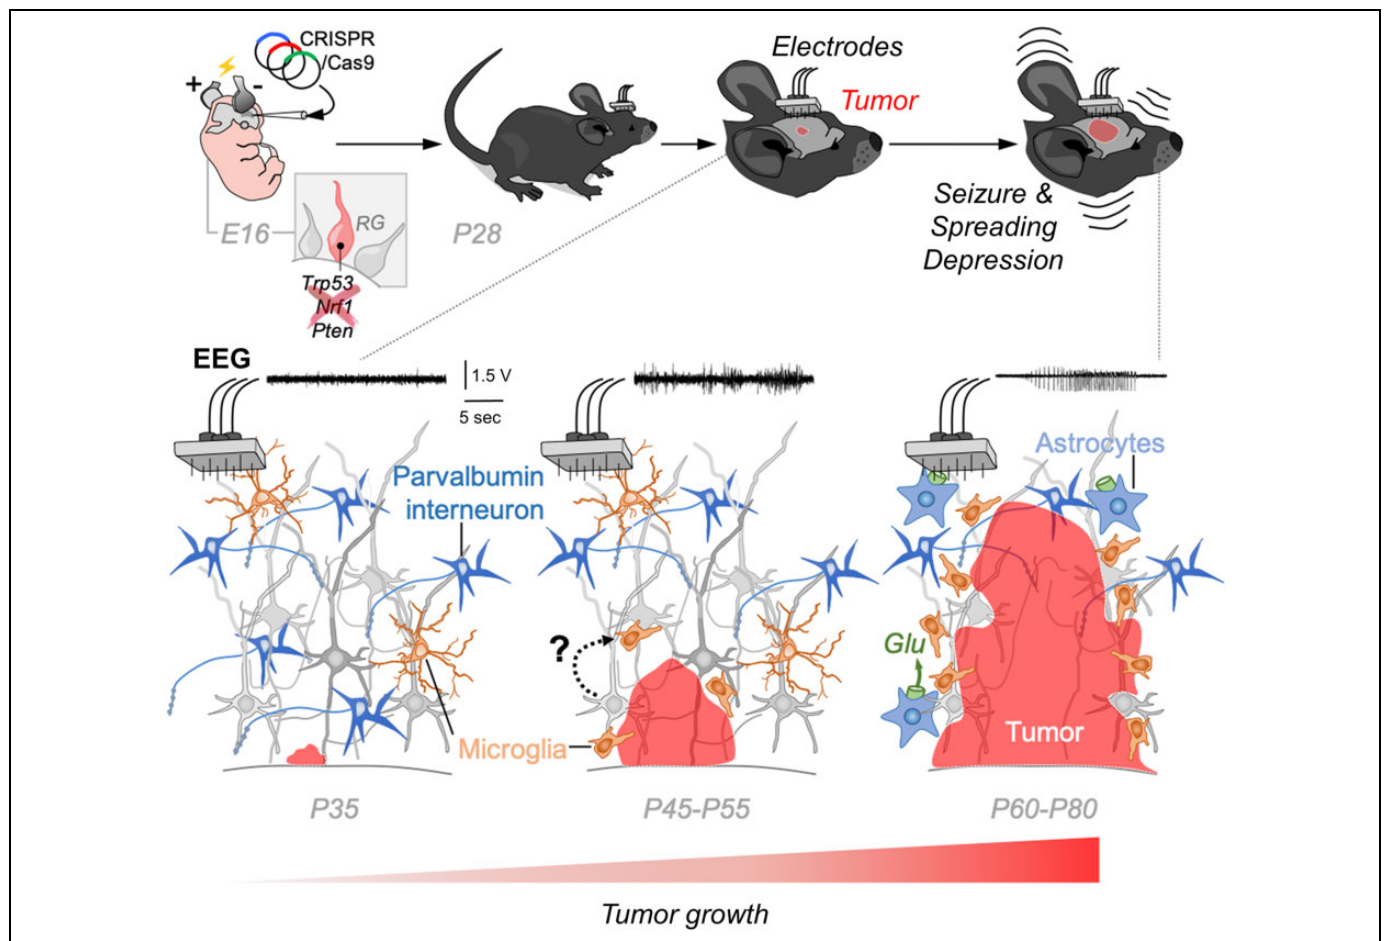 CRISPR
/Cas9
+
-
Electrodes
Tumor
E16
RG
P28
Trp53
Nrf1
Pten
Seizure &
Spreading
Depression
EEG
1.5 V
5 sec
Parvalbumin
interneuron
Astrocytes
?
Glu
Microglia
Tumor
P35
P45-P55
P60-P80
Tumor growth